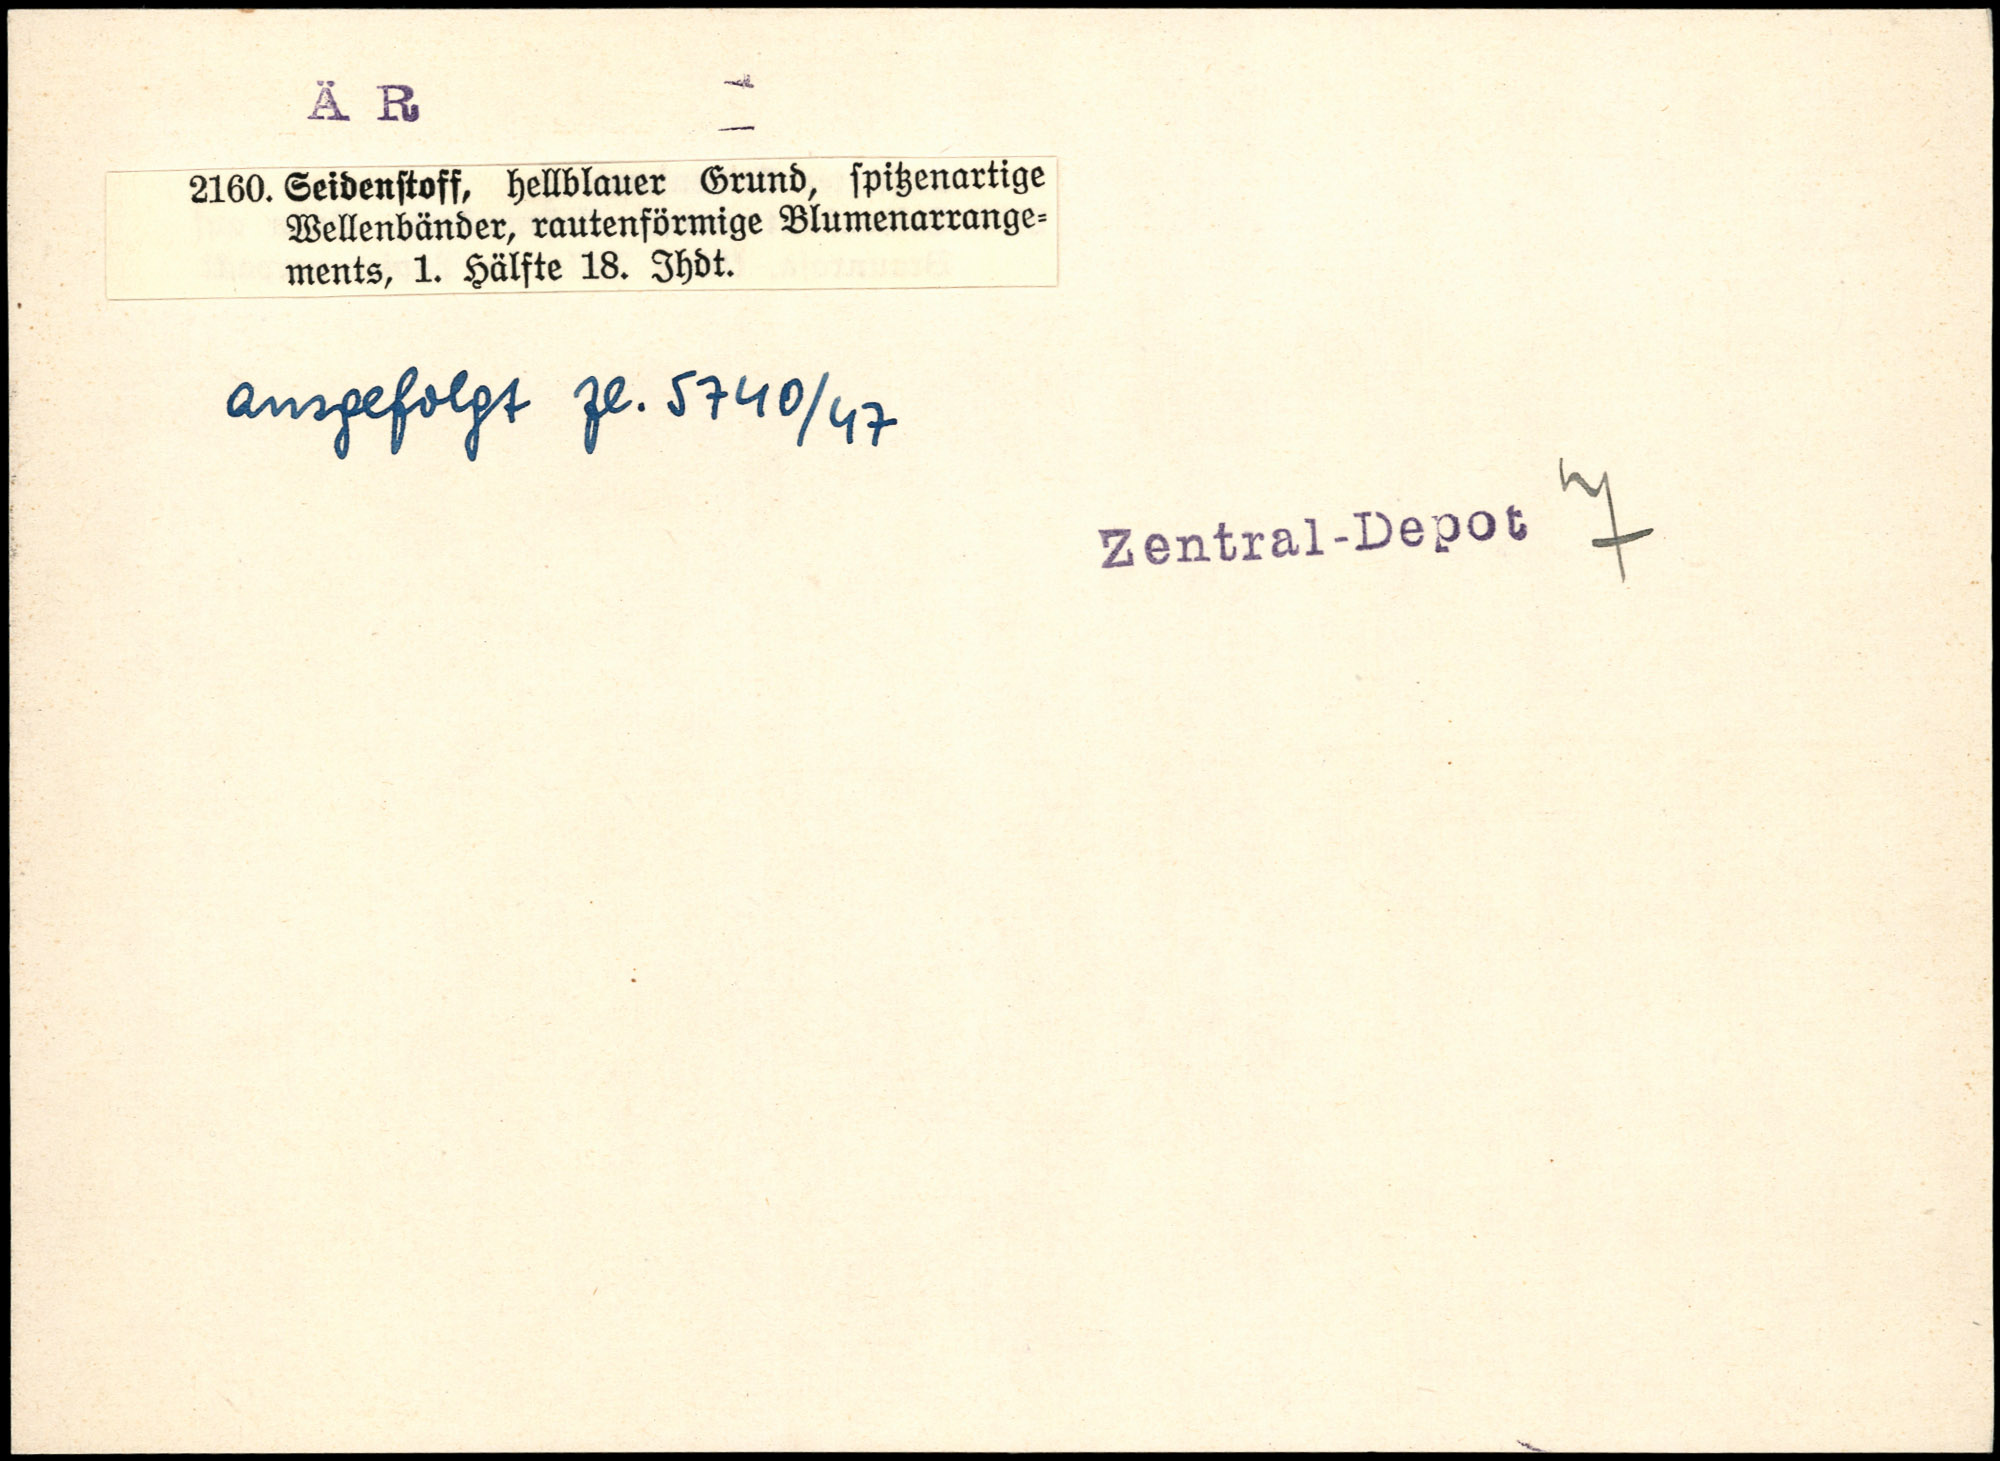 Ä R
2160. Seidenstoff, hellblauer Grund, spitzenartige
Wellenbänder, rautenförmige Blumenarrange-
ments, 1. Hälfte 18. Jhdt.
ausgefolgt Zl. 5740/47
Zentral-Depot